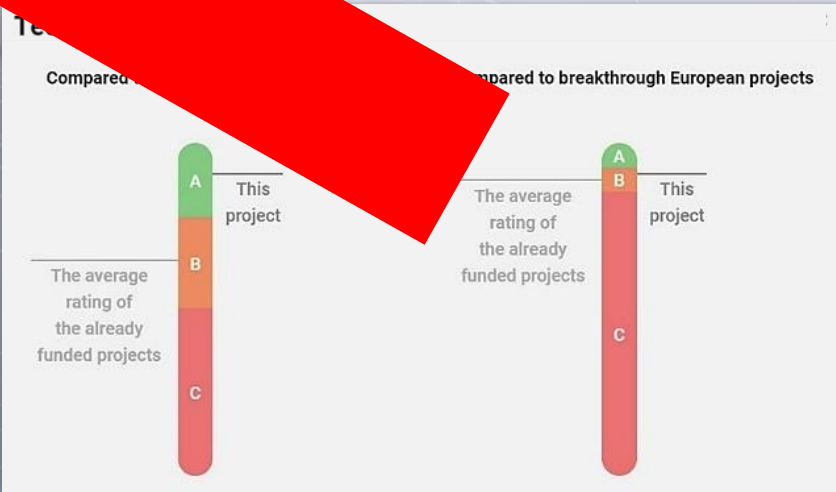 Compared
Compared to breakthrough European projects
A
This
project
B
The average
rating of
the already
funded projects
C
A
B
This
project
The average
rating of
the already
funded projects
C